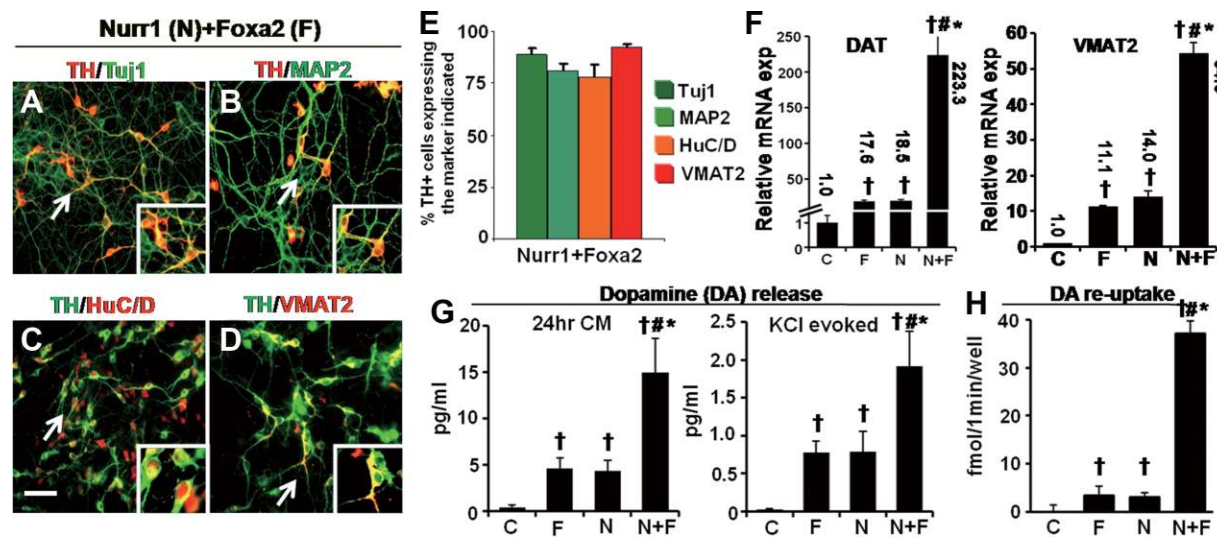 Nurr1 (N)+Foxa2 (F)
TH/Tuj1
TH/MAP2
A
B
TH/HuC/D
TH/VMAT2
C
D
E
% TH+ cells expressing
the marker indicated
100
75
50
25
0
Nurr1+Foxa2
Tuj1
MAP2
HuC/D
VMAT2
F
DAT
Relative mRNA exp
250
200
150
100
50
1
0
1.0
17.6
†
18.5
†
†#*
223.3
C F N N+F
VMAT2
Relative mRNA exp
60
50
40
30
20
10
0
1.0
11.1
†
14.0
†
†#*
C F N N+F
Dopamine (DA) release
G
24hr CM
pg/ml
20
15
10
5
0
†
†
†#*
C F N N+F
KCl evoked
pg/ml
2.5
2.0
1.5
1.0
0.5
0.0
†
†
†#*
C F N N+F
H
DA re-uptake
fmol/1min/well
40
30
20
10
0
†
†
†#*
C F N N+F